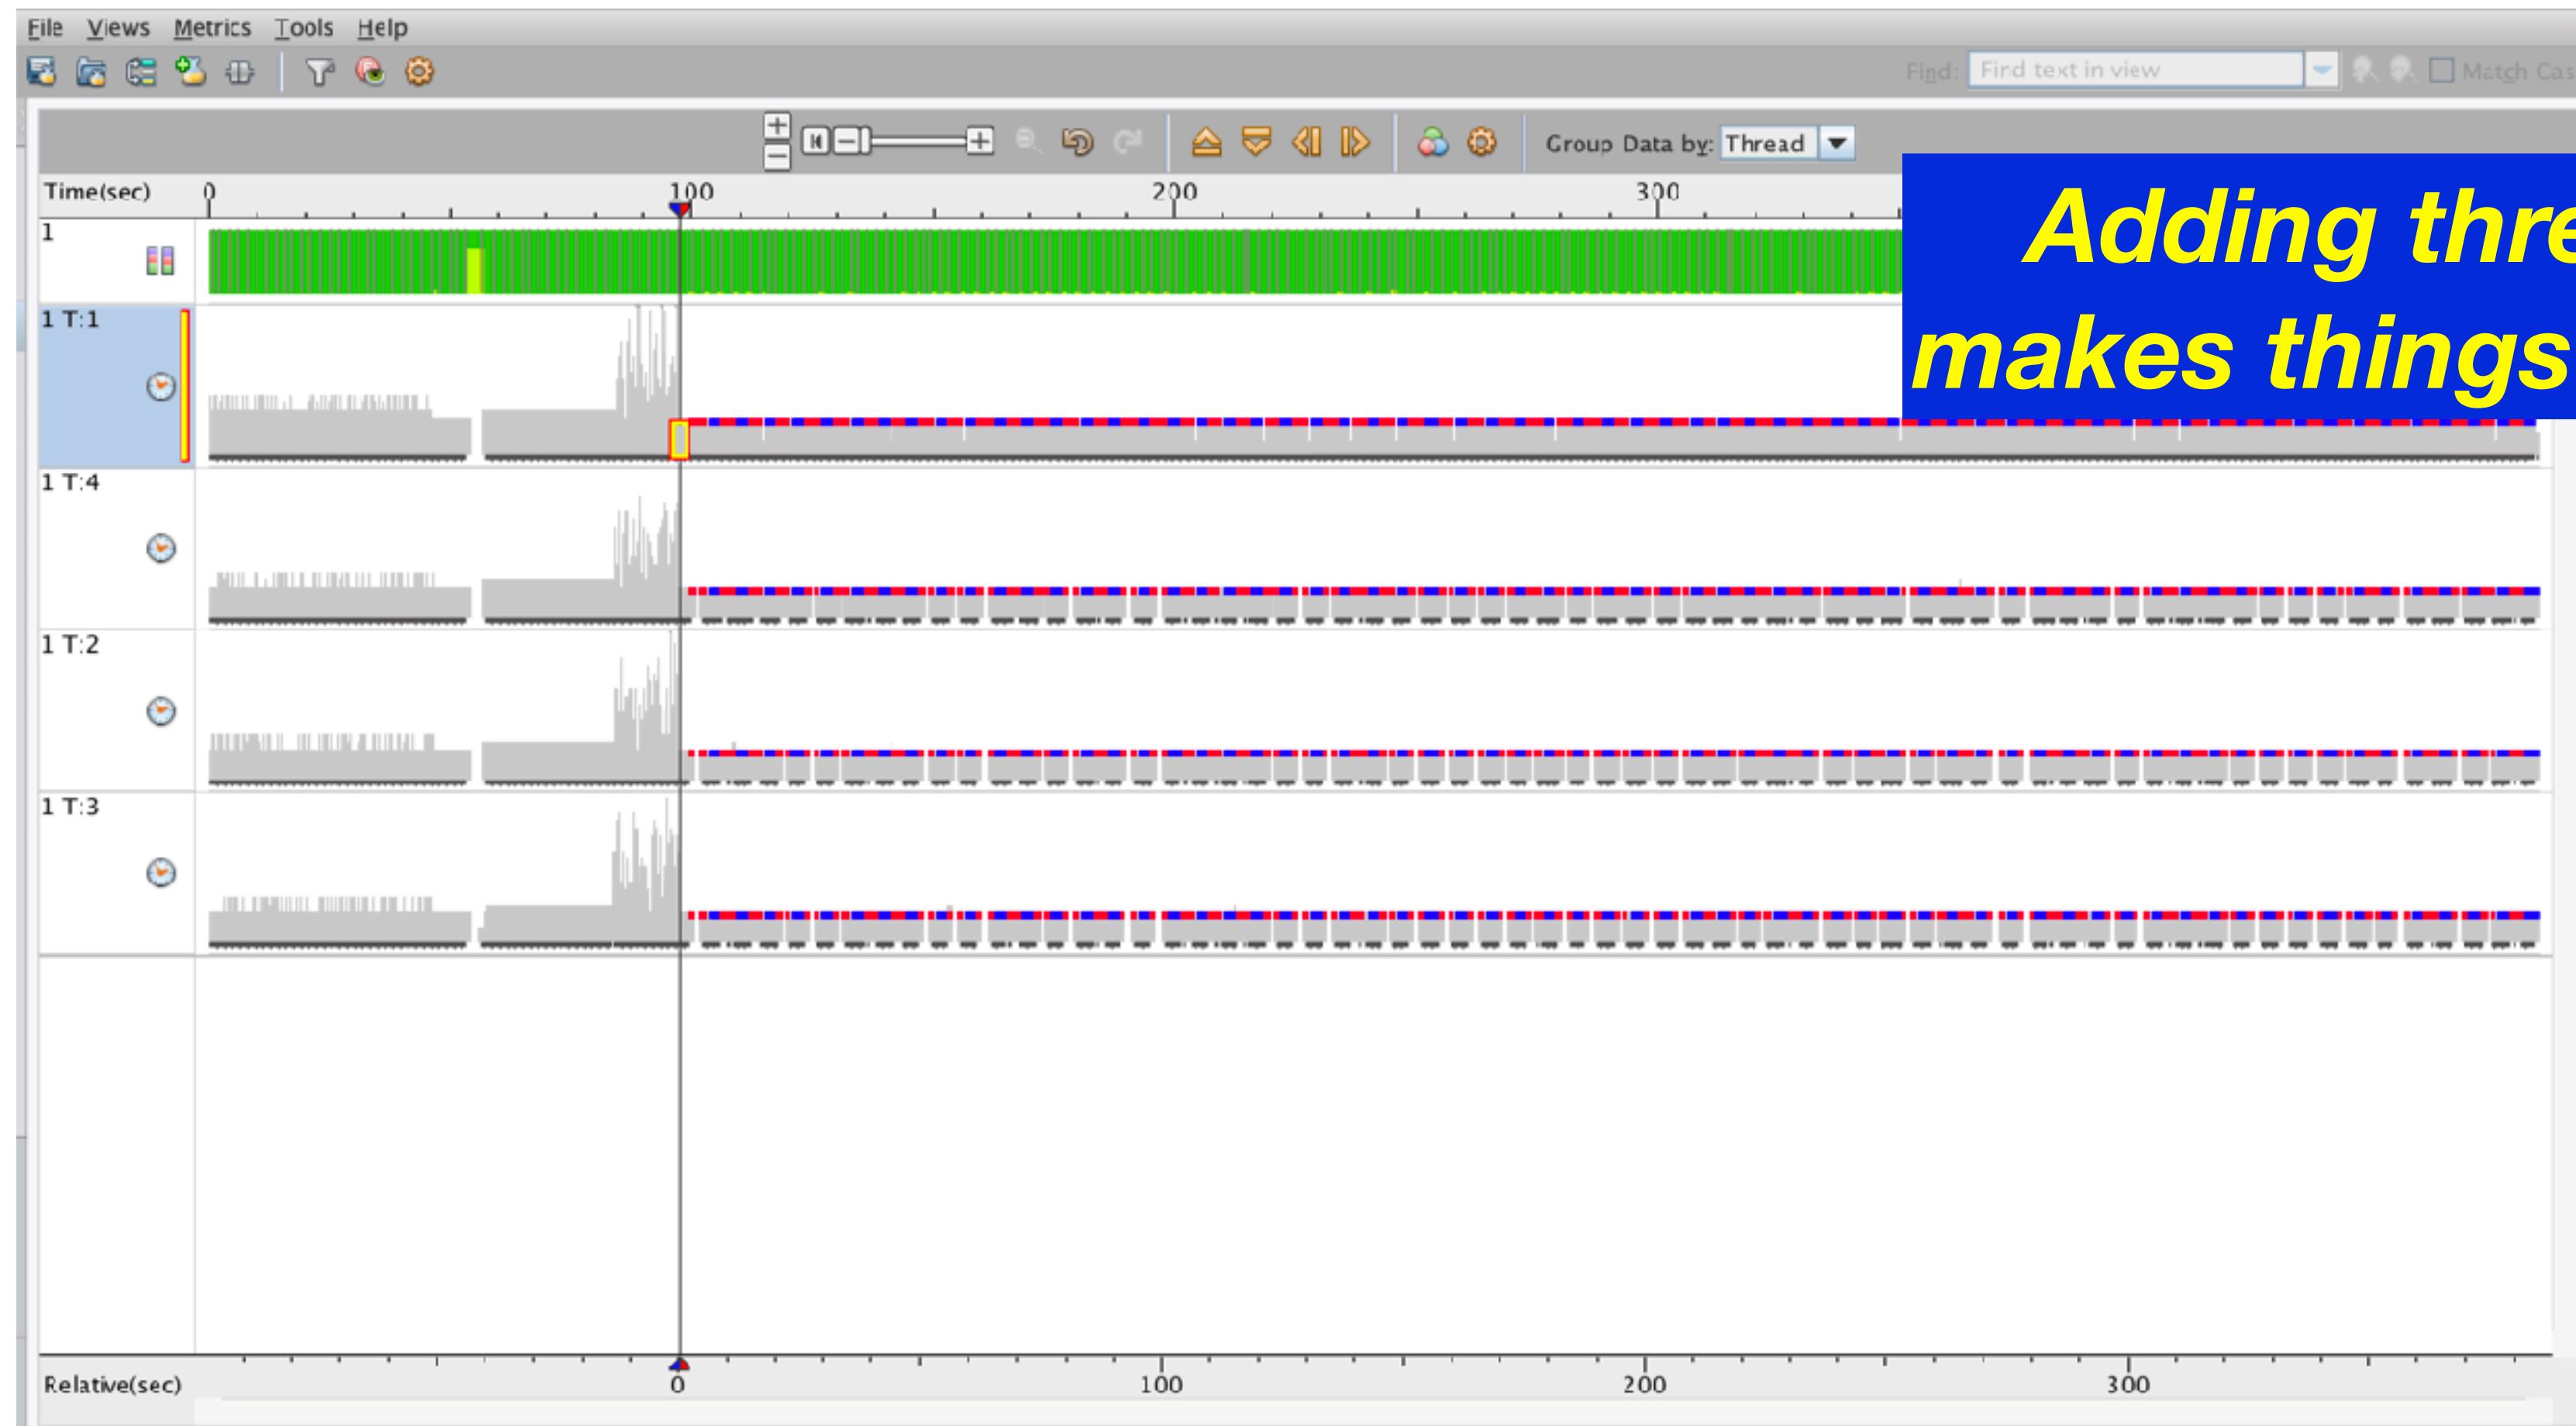 File Views Metrics Tools Help
Find: Find text in view Match Cas
Group Data by: Thread
Time(sec) 0 100 200 300
Adding thre
makes things
1
1 T:1
1 T:4
1 T:2
1 T:3
Relative(sec) 0 100 200 300